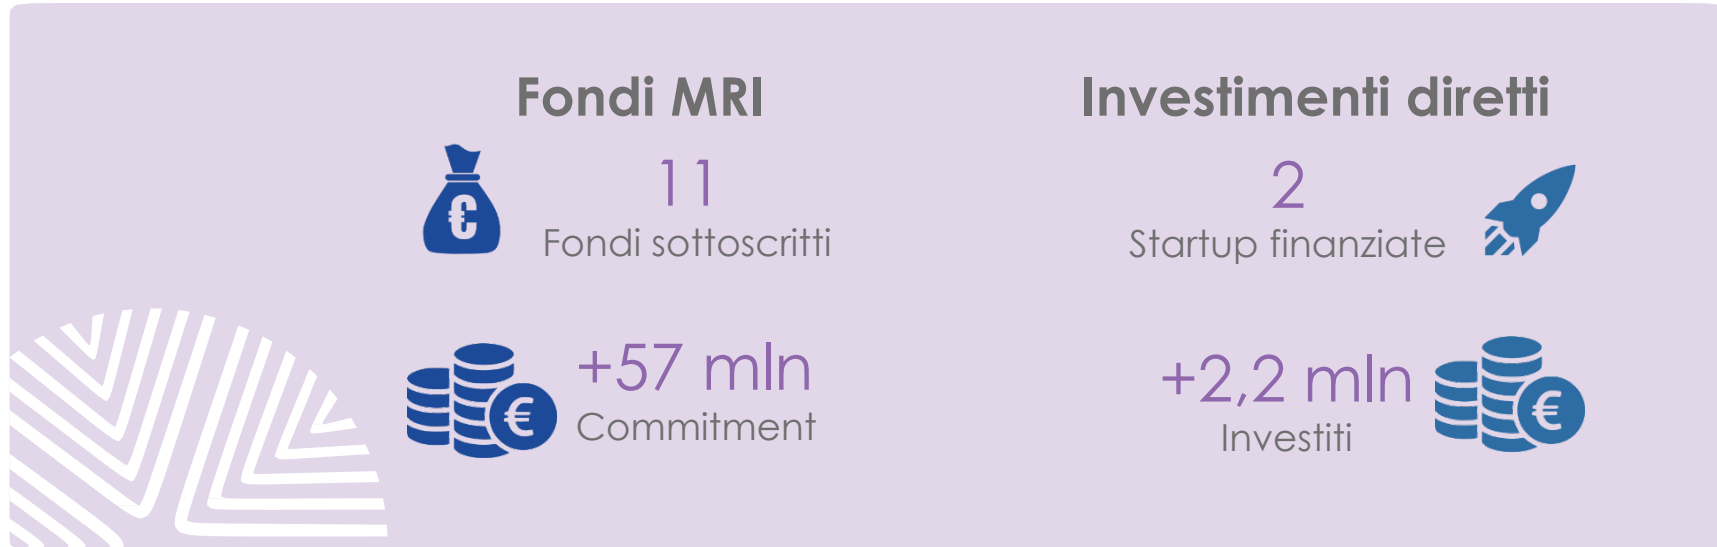 Fondi MRI
11
Fondi sottoscritti
+57 mln
Commitment
Investimenti diretti
2
Startup finanziate
+2,2 mln
Investiti